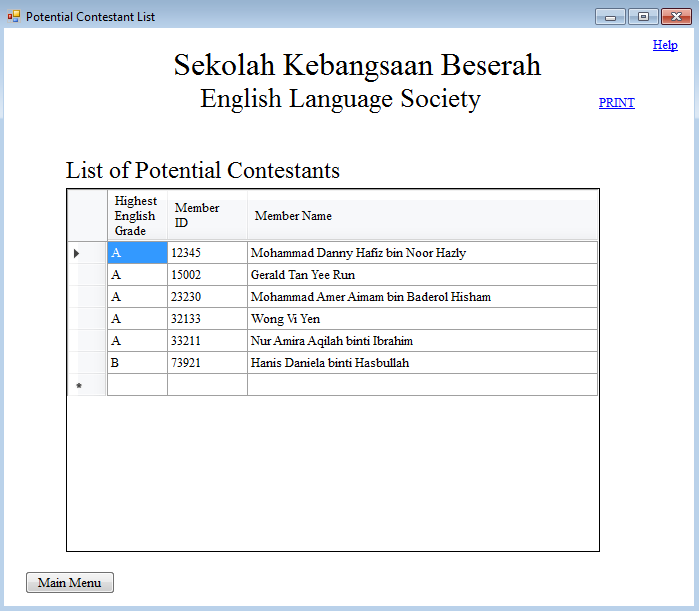 Potential Contestant List
Help
Sekolah Kebangsaan Beserah
English Language Society
PRINT
List of Potential Contestants
Highest English Grade Member ID Member Name
A 12345 Mohammad Danny Hafiz bin Noor Hazly
A 15002 Gerald Tan Yee Run
A 23230 Mohammad Amer Aimam bin Baderol Hisham
A 32133 Wong Vi Yen
A 33211 Nur Amira Aqilah binti Ibrahim
B 73921 Hanis Daniela binti Hasbullah
*
Main Menu